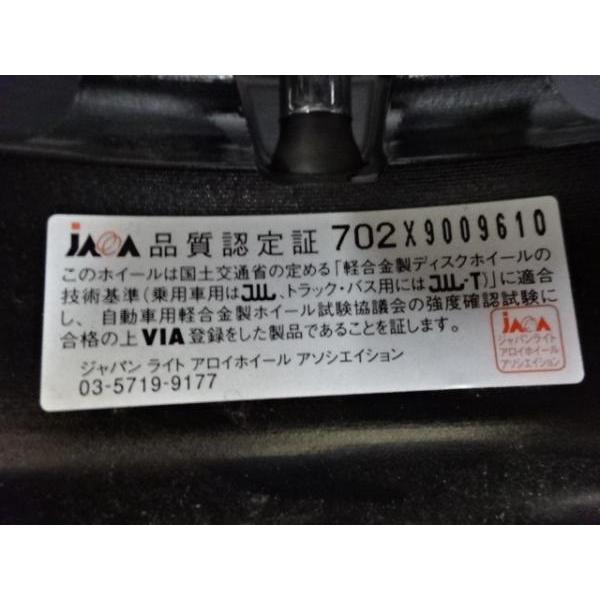 JAWA 品質認定証 702X9009610
このホイールは国土交通省の定める「軽合金製ディスクホイールの
技術基準(乗用車用はJWL、トラック・バス用にはJWL-T)」に適合
し、自動車用軽合金製ホイール試験協議会の強度確認試験に
合格の上VIA登録をした製品であることを証します。
ジャパン ライト アロイホイール アソシエイション
03-5719-9177
JAWA
ジャパンライト
アロイホイール
アソシエイション